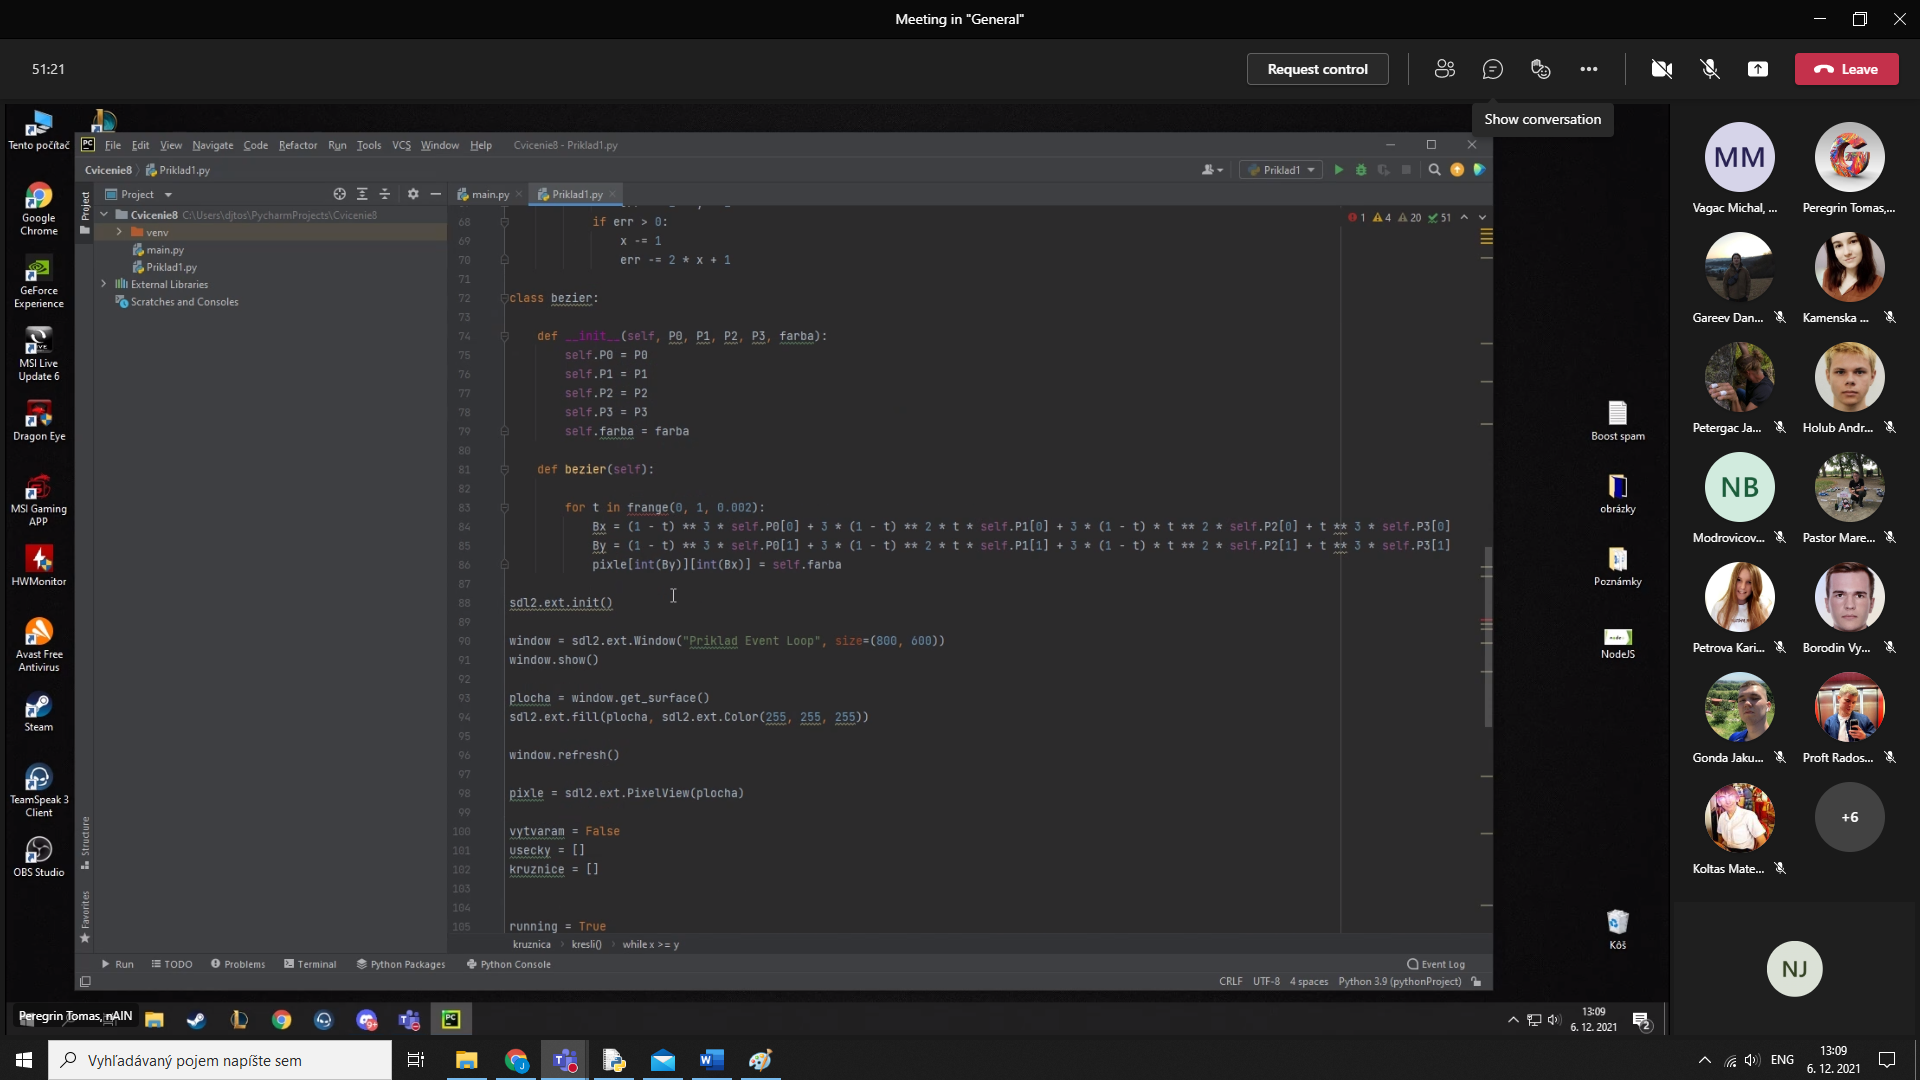 Meeting in "General"
51:21
Request control
Leave
Show conversation
Tento počítač
Google Chrome
GeForce Experience
MSI Live Update 6
Dragon Eye
MSI Gaming APP
HWMonitor
Avast Free Antivirus
Steam
TeamSpeak 3 Client
OBS Studio
PC File Edit View Navigate Code Refactor Run Tools VCS Window Help Cvicenie8 - Priklad1.py
Cvicenie8 Priklad1.py
Priklad1
Project
main.py Priklad1.py
Cvicenie8 C:\Users\djtos\PycharmProjects\Cvicenie8
venv
main.py
Priklad1.py
External Libraries
Scratches and Consoles
Project
Structure
Favorites
1 4 20 51
68 if err > 0:
69 x -= 1
70 err -= 2 * x + 1
71
72 class bezier:
73
74 def __init__(self, P0, P1, P2, P3, farba):
75 self.P0 = P0
76 self.P1 = P1
77 self.P2 = P2
78 self.P3 = P3
79 self.farba = farba
80
81 def bezier(self):
82
83 for t in frange(0, 1, 0.002):
84 Bx = (1 - t) ** 3 * self.P0[0] + 3 * (1 - t) ** 2 * t * self.P1[0] + 3 * (1 - t) * t ** 2 * self.P2[0] + t ** 3 * self.P3[0]
85 By = (1 - t) ** 3 * self.P0[1] + 3 * (1 - t) ** 2 * t * self.P1[1] + 3 * (1 - t) * t ** 2 * self.P2[1] + t ** 3 * self.P3[1]
86 pixle[int(By)][int(Bx)] = self.farba
87
88 sdl2.ext.init()
89
90 window = sdl2.ext.Window("Priklad Event Loop", size=(800, 600))
91 window.show()
92
93 plocha = window.get_surface()
94 sdl2.ext.fill(plocha, sdl2.ext.Color(255, 255, 255))
95
96 window.refresh()
97
98 pixle = sdl2.ext.PixelView(plocha)
99
100 vytvaram = False
101 usecky = []
102 kruznice = []
103
104
105 running = True
kruznica kresli() while x >= y
Run TODO Problems Terminal Python Packages Python Console
Event Log
CRLF UTF-8 4 spaces Python 3.9 (pythonProject)
Boost spam
obrázky
Poznámky
NodeJS
Kôš
Peregrin Tomas, nAIN
PC
13:09
6. 12. 2021
2
MM
Vagac Michal, ...
Peregrin Tomas,...
Gareev Dan...
Kamenska ...
Petergac Ja...
Holub Andr...
NB
Modrovicov...
Pastor Mare...
Petrova Kari...
Borodin Vy...
Gonda Jaku...
Proft Rados...
Koltas Mate...
+6
NJ
Vyhľadávaný pojem napíšte sem
ENG
13:09
6. 12. 2021